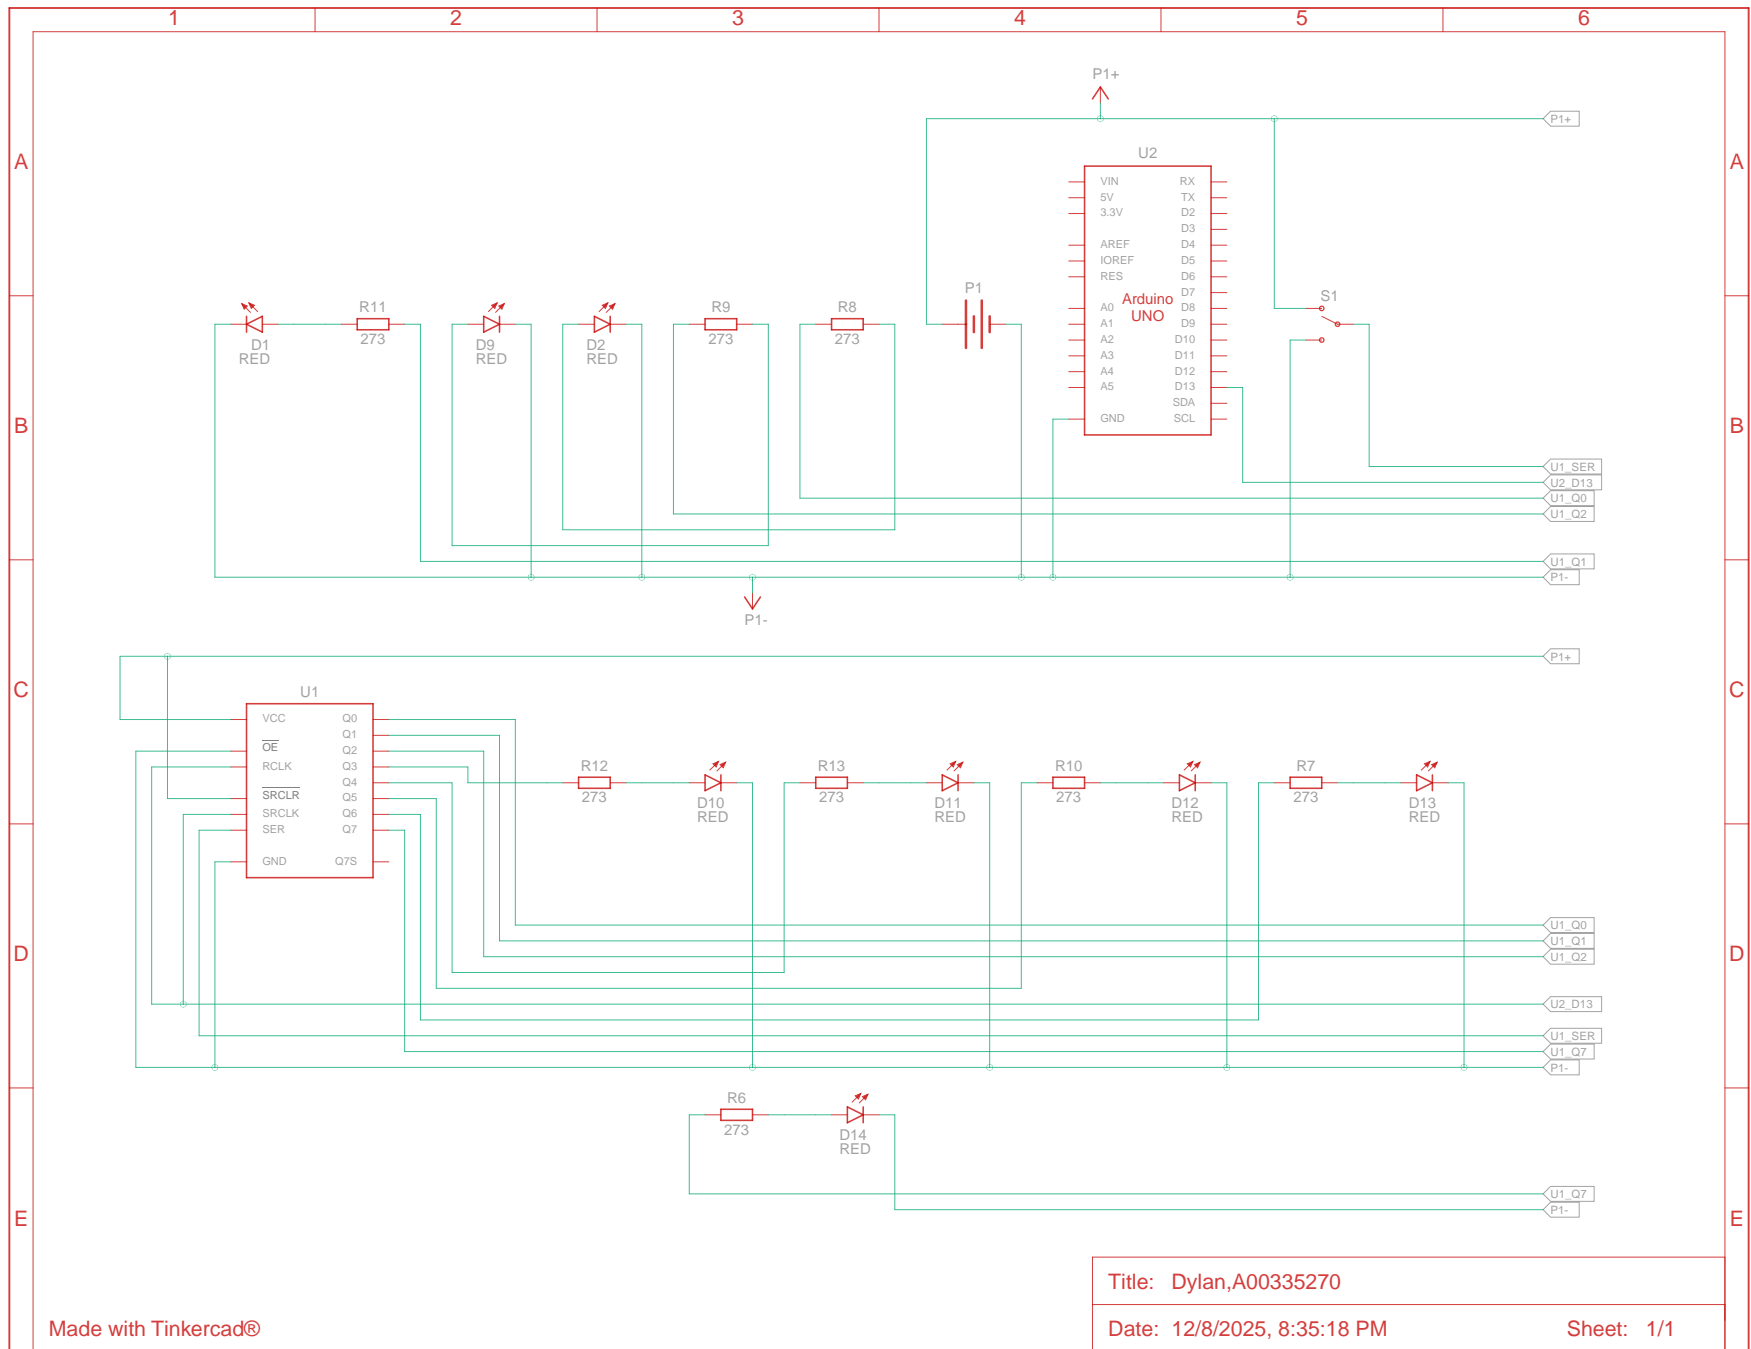 1 2 3 4 5 6
P1+
P1+
A A
U2
VIN RX
5V TX
3.3V D2
D3
AREF D4
IOREF D5
RES D6
D7
A0 D8
A1 D9
A2 D10
A3 D11
A4 D12
A5 D13
SDA
GND SCL
Arduino
UNO
P1
S1
R11
273
D1
RED
D9
RED
D2
RED
R9
273
R8
273
B B
U1_SER
U2_D13
U1_Q0
U1_Q2
U1_Q1
P1-
P1-
P1+
C C
U1
VCC Q0
Q1
OE Q2
RCLK Q3
Q4
SRCLR Q5
SRCLK Q6
SER Q7
GND Q7S
R12
273
D10
RED
R13
273
D11
RED
R10
273
D12
RED
R7
273
D13
RED
D D
U1_Q0
U1_Q1
U1_Q2
U2_D13
U1_SER
U1_Q7
P1-
R6
273
D14
RED
U1_Q7
P1-
E E
Title: Dylan,A00335270
Made with Tinkercad®
Date: 12/8/2025, 8:35:18 PM Sheet: 1/1